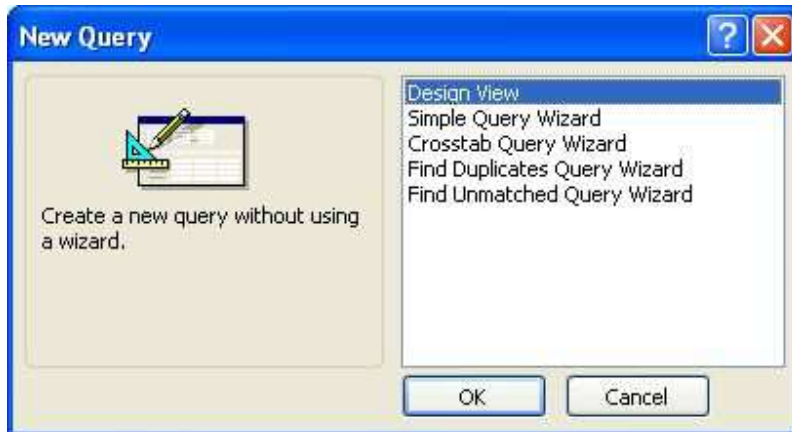 New Query
Create a new query without using
a wizard.
Design View
Simple Query Wizard
Crosstab Query Wizard
Find Duplicates Query Wizard
Find Unmatched Query Wizard
OK
Cancel